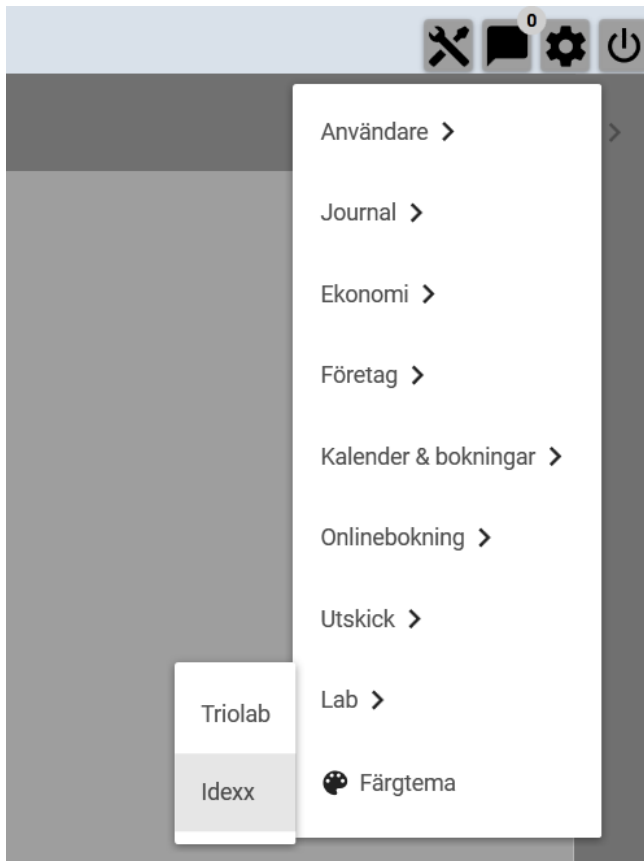 0
Användare
Journal
Ekonomi
Företag
Kalender & bokningar
Onlinebokning
Utskick
Lab
Triolab
Färgtema
Idexx